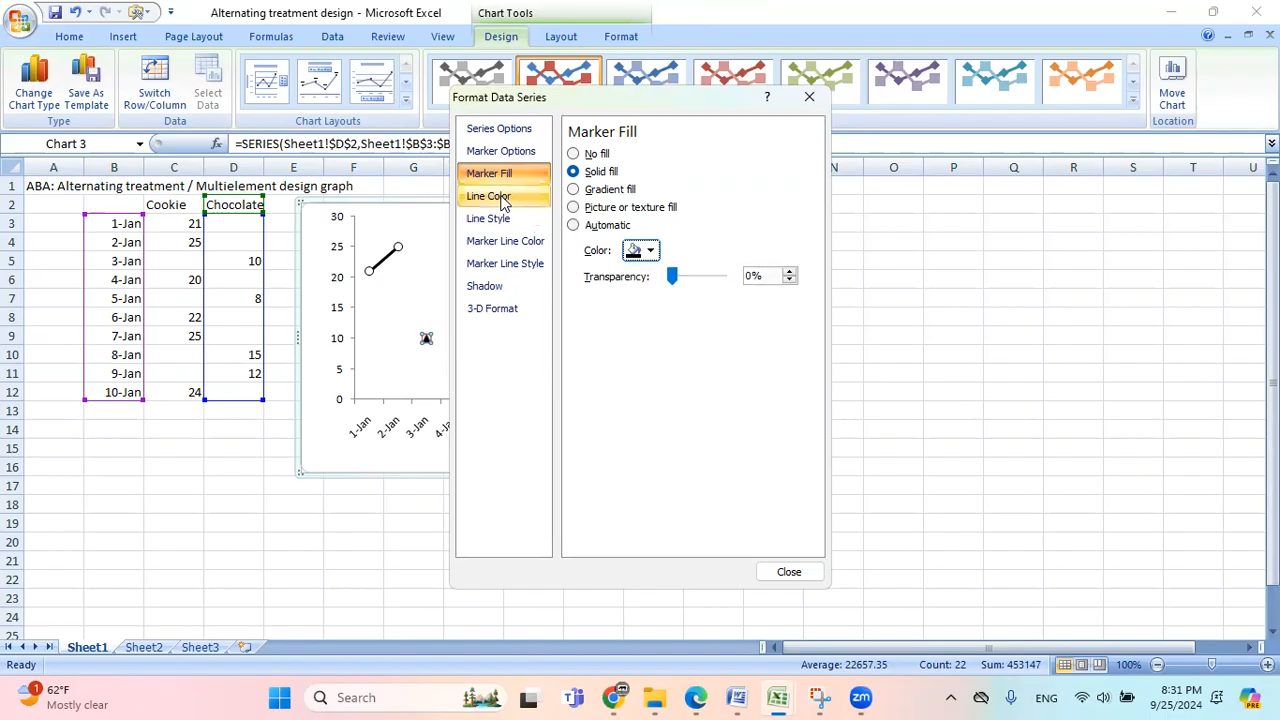 Alternating treatment design - Microsoft Excel
Chart Tools
Home Insert Page Layout Formulas Data Review View Design Layout Format
Change Chart Type
Save As Template
Switch Row/Column
Select Data
Move Chart
Type Data Chart Layouts Location
Chart 3 fx =SERIES(Sheet1!$D$2,Sheet1!$B$3:$B
Format Data Series ?
Series Options
Marker Options
Marker Fill
Line Color
Line Style
Marker Line Color
Marker Line Style
Shadow
3-D Format
Marker Fill
No fill
Solid fill
Gradient fill
Picture or texture fill
Automatic
Color:
Transparency: 0%
Close
A B C D E F G N O P Q R S T U
1 ABA: Alternating treatment / Multielement design graph
2 Cookie Chocolate
3 1-Jan 21
4 2-Jan 25
5 3-Jan 10
6 4-Jan 20
7 5-Jan 8
8 6-Jan 22
9 7-Jan 25
10 8-Jan 15
11 9-Jan 12
12 10-Jan 24
13
14
15
16
17
18
19
20
21
22
23
24
25
30
25
20
15
10
5
0
1-Jan 2-Jan 3-Jan
Sheet1 Sheet2 Sheet3
Ready Average: 22657.35 Count: 22 Sum: 453147 100%
1 62°F
Mostly clear
Search
ENG
8:31 PM
9/25/2024
PRE